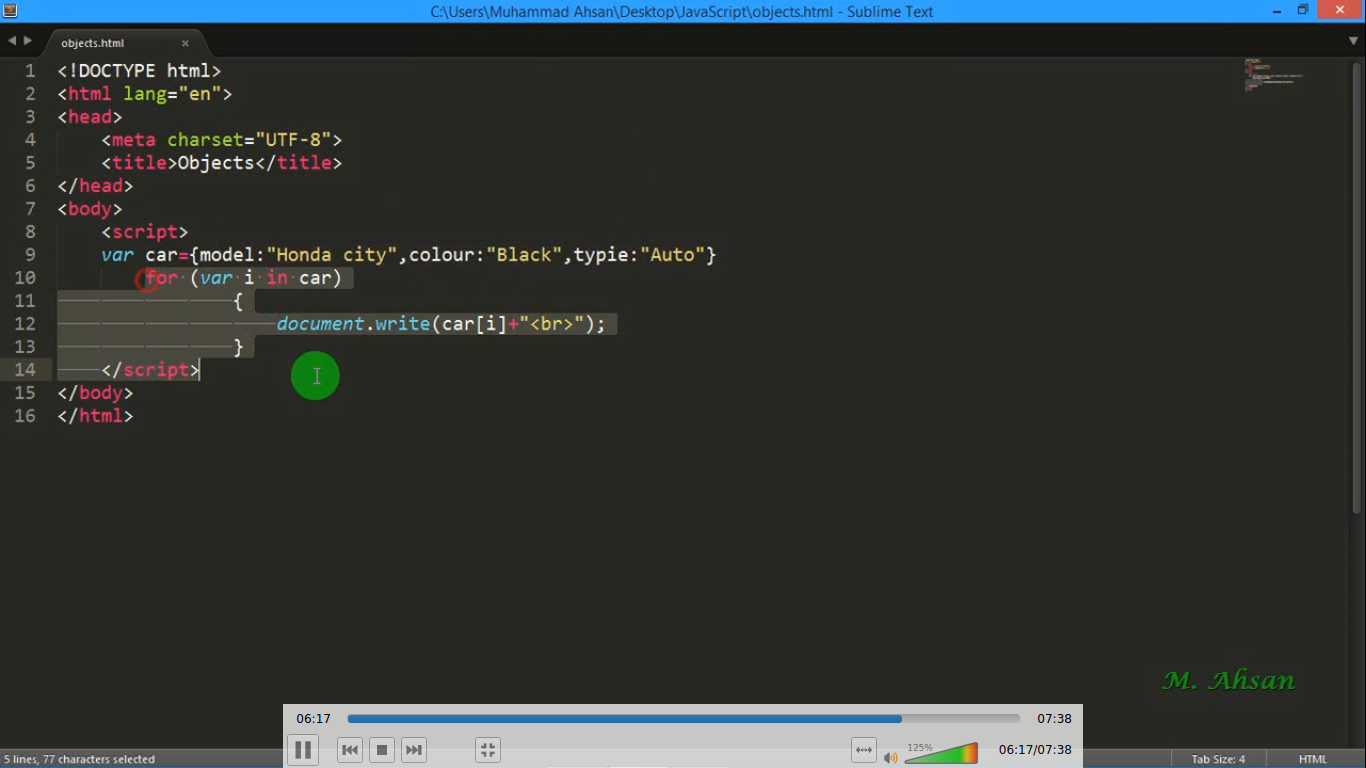 C:\Users\Muhammad Ahsan\Desktop\JavaScript\objects.html - Sublime Text
objects.html ×
1 <!DOCTYPE html>
2 <html lang="en">
3 <head>
4 <meta charset="UTF-8">
5 <title>Objects</title>
6 </head>
7 <body>
8 <script>
9 var car={model:"Honda city",colour:"Black",typie:"Auto"}
10 for (var i in car)
11 {
12 document.write(car[i]+"<br>");
13 }
14 </script>
15 </body>
16 </html>
M. Ahsan
06:17 07:38
125% 06:17/07:38
5 lines, 77 characters selected Tab Size: 4 HTML